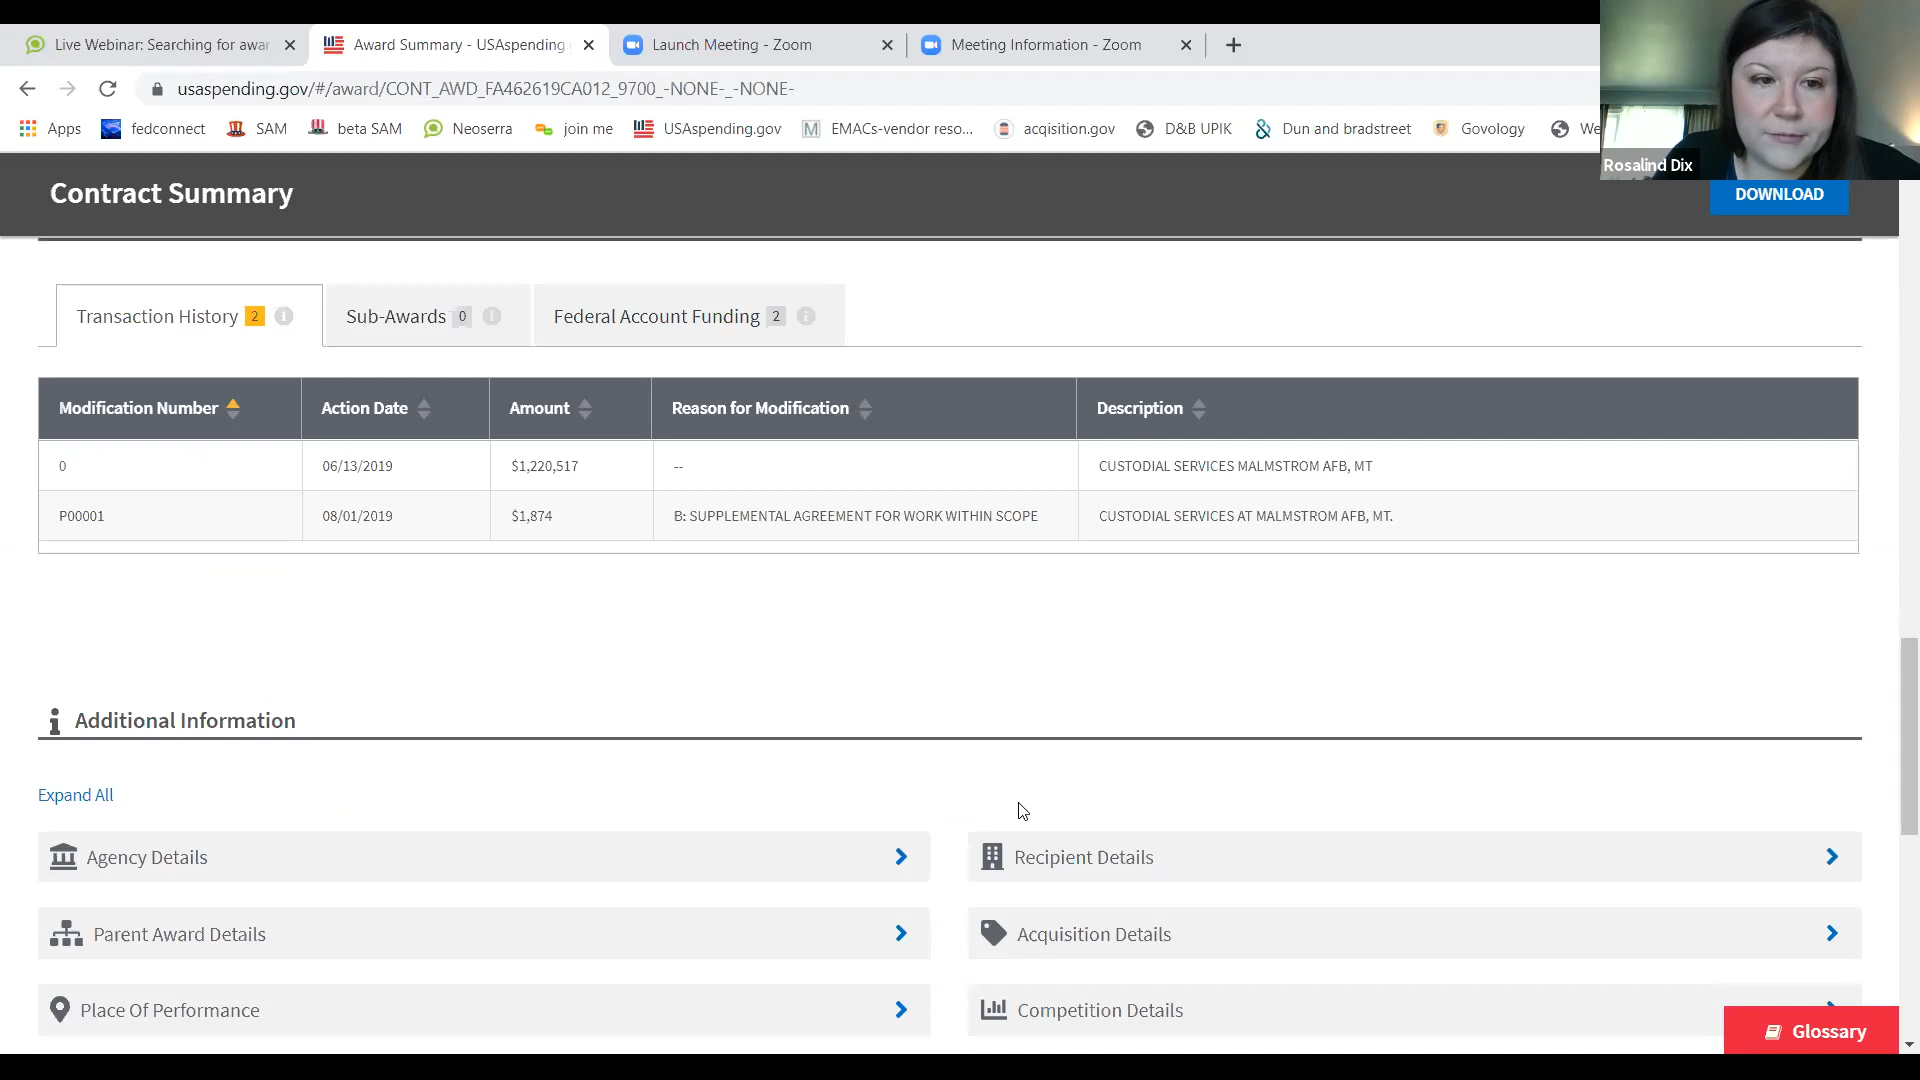 Live Webinar: Searching for awar
Award Summary - USAspending.
Launch Meeting - Zoom
Meeting Information - Zoom
usaspending.gov/#/award/CONT_AWD_FA462619CA012_9700_-NONE-_-NONE-
Apps
fedconnect
SAM
beta SAM
Neoserra
join me
USAspending.gov
EMACs-vendor reso...
acqisition.gov
D&B UPIK
Dun and bradstreet
Govology
We
Rosalind Dix
Contract Summary
DOWNLOAD
Transaction History 2
Sub-Awards 0
Federal Account Funding 2
Modification Number
Action Date
Amount
Reason for Modification
Description
0
06/13/2019
$1,220,517
--
CUSTODIAL SERVICES MALMSTROM AFB, MT
P00001
08/01/2019
$1,874
B: SUPPLEMENTAL AGREEMENT FOR WORK WITHIN SCOPE
CUSTODIAL SERVICES AT MALMSTROM AFB, MT.
Additional Information
Expand All
Agency Details
Recipient Details
Parent Award Details
Acquisition Details
Place Of Performance
Competition Details
Glossary